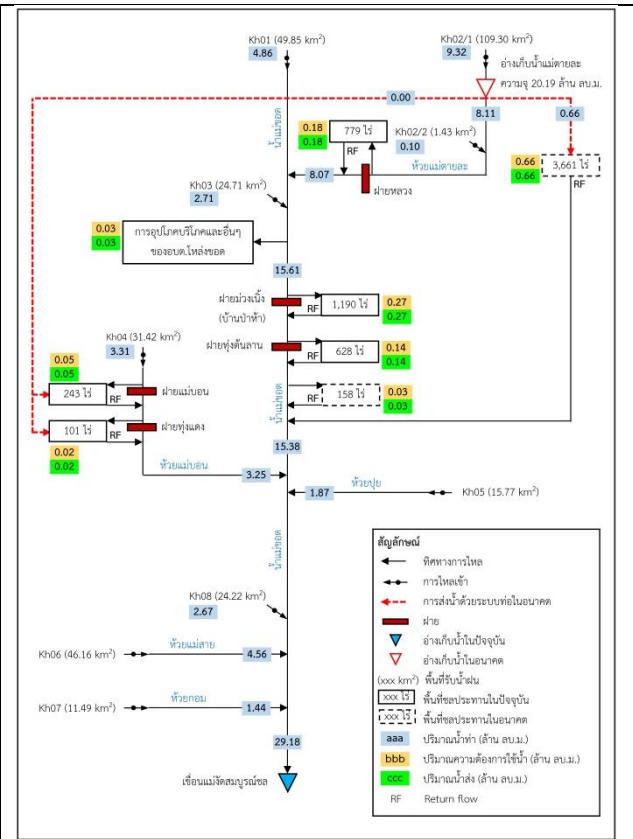 Kh01 (49.85 km²)
4.86
Kh02/1 (109.30 km²)
9.32
อ่างเก็บน้ำแม่ตายละ
ความจุ 20.19 ล้าน ลบ.ม.
0.00
8.11
0.66
น้ำแม่ขอด
0.18
0.18
779 ไร่
RF
Kh02/2 (1.43 km²)
0.10
ห้วยแม่ตายละ
0.66
0.66
3,661 ไร่
RF
8.07
ฝายหลวง
Kh03 (24.71 km²)
2.71
0.03
0.03
การอุปโภคบริโภคและอื่นๆ
ของอบต.โหล่งขอด
15.61
ฝายม่วงเนิ้ง
(บ้านป่าห้า)
RF
1,190 ไร่
0.27
0.27
Kh04 (31.42 km²)
3.31
ฝายทุ่งต้นลาน
RF
628 ไร่
0.14
0.14
0.05
0.05
243 ไร่
RF
ฝายแม่บอน
น้ำแม่ขอด
RF
158 ไร่
0.03
0.03
101 ไร่
RF
ฝายทุ่งแดง
0.02
0.02
15.38
ห้วยแม่บอน
3.25
1.87
ห้วยปุย
Kh05 (15.77 km²)
น้ำแม่ขอด
Kh08 (24.22 km²)
2.67
Kh06 (46.16 km²)
ห้วยแม่สาย
4.56
Kh07 (11.49 km²)
ห้วยกอม
1.44
29.18
เขื่อนแม่งัดสมบูรณ์ชล
สัญลักษณ์
ทิศทางการไหล
การไหลเข้า
การส่งน้ำด้วยระบบท่อในอนาคต
ฝาย
อ่างเก็บน้ำในปัจจุบัน
อ่างเก็บน้ำในอนาคต
(xxx km²) พื้นที่รับน้ำฝน
xxx ไร่ พื้นที่ชลประทานในปัจจุบัน
xxx ไร่ พื้นที่ชลประทานในอนาคต
aaa ปริมาณน้ำท่า (ล้าน ลบ.ม.)
bbb ปริมาณความต้องการใช้น้ำ (ล้าน ลบ.ม.)
ccc ปริมาณน้ำส่ง (ล้าน ลบ.ม.)
RF Return flow